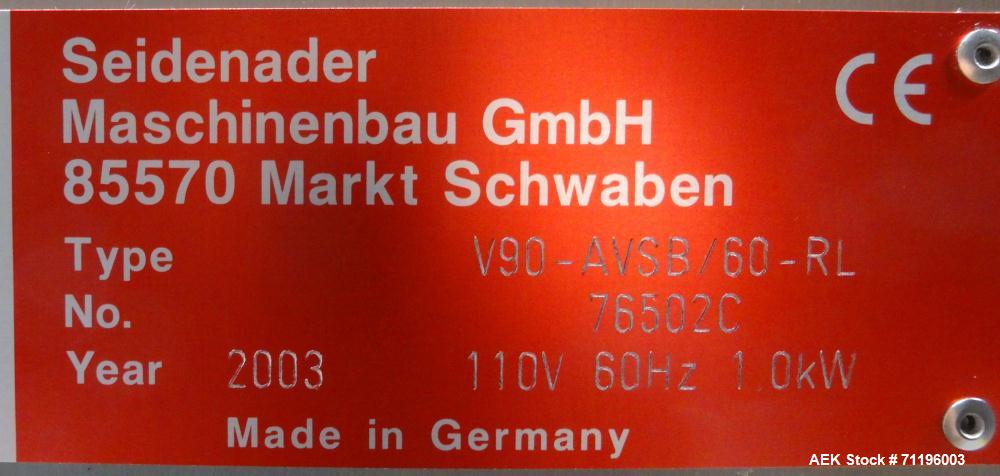 Seidenader
Maschinenbau GmbH
85570 Markt Schwaben
CE
Type V90-AVSB/60-RL
No. 76502C
Year 2003 110V 60Hz 1.0kW
Made in Germany
AEK Stock # 71196003